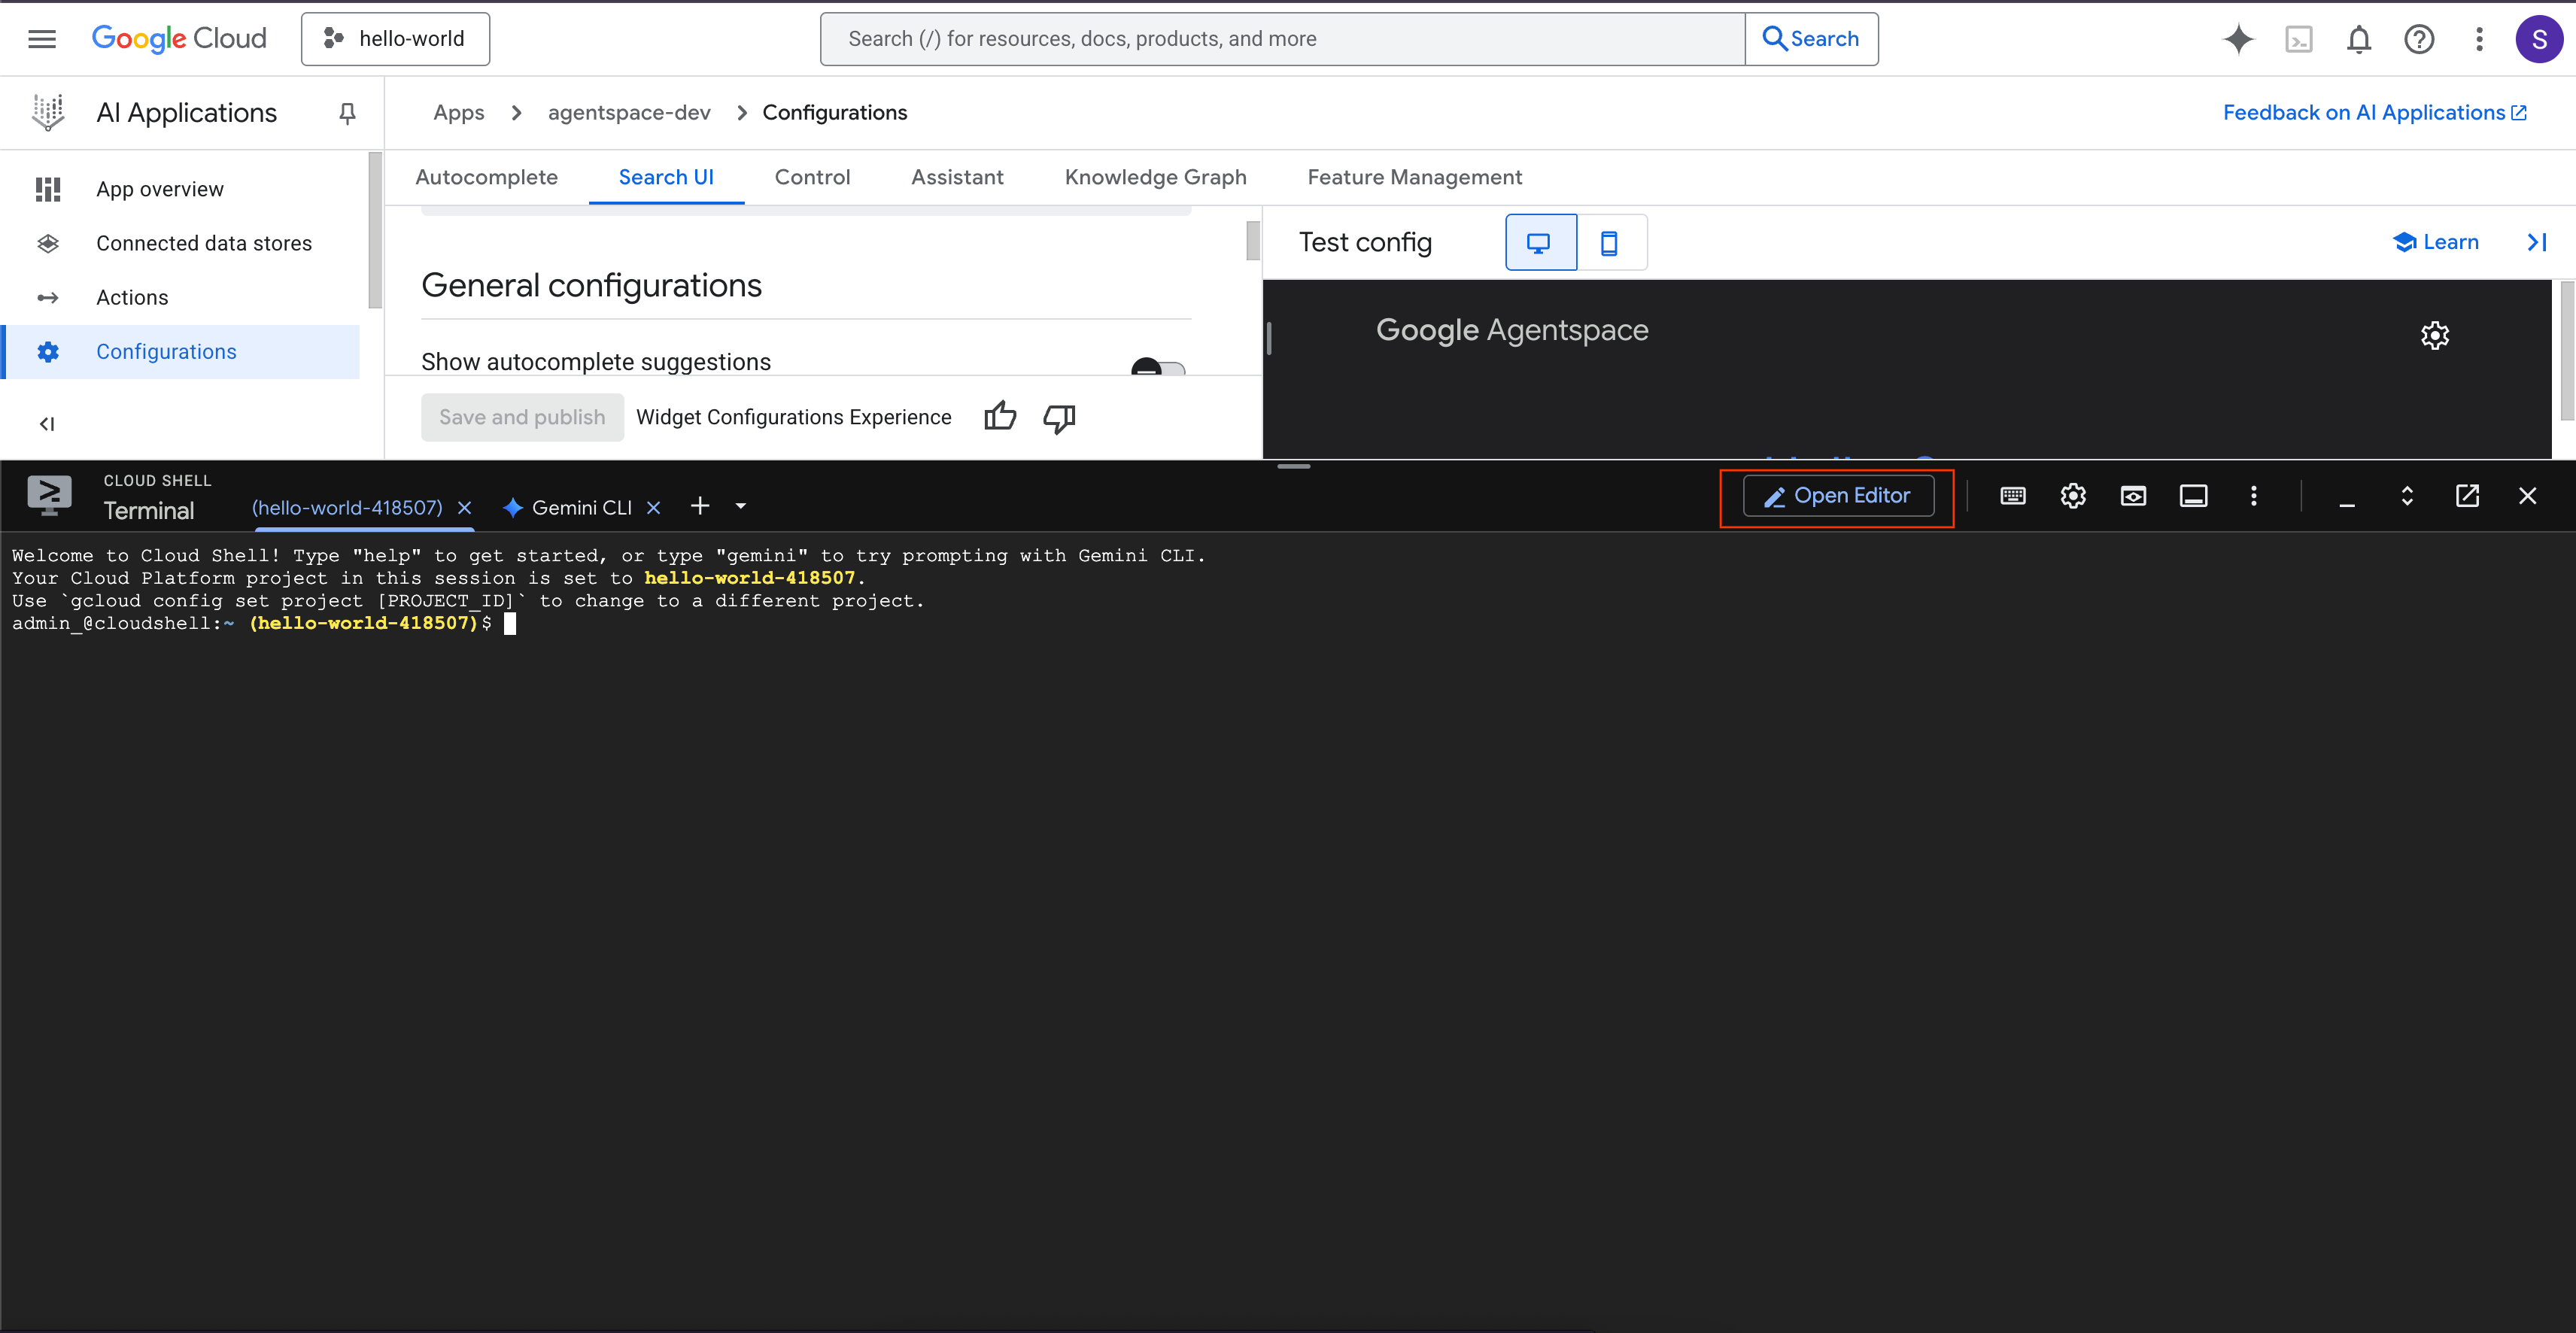 Google Cloud
hello-world
Search (/) for resources, docs, products, and more
Search
S
AI Applications
Apps
agentspace-dev
Configurations
Feedback on AI Applications
App overview
Connected data stores
Actions
Configurations
Autocomplete
Search UI
Control
Assistant
Knowledge Graph
Feature Management
General configurations
Show autocomplete suggestions
Save and publish
Widget Configurations Experience
Test config
Learn
Google Agentspace
CLOUD SHELL
Terminal
(hello-world-418507)
Gemini CLI
Open Editor
Welcome to Cloud Shell! Type "help" to get started, or type "gemini" to try prompting with Gemini CLI.
Your Cloud Platform project in this session is set to hello-world-418507.
Use `gcloud config set project [PROJECT_ID]` to change to a different project.
admin_@cloudshell:~ (hello-world-418507)$